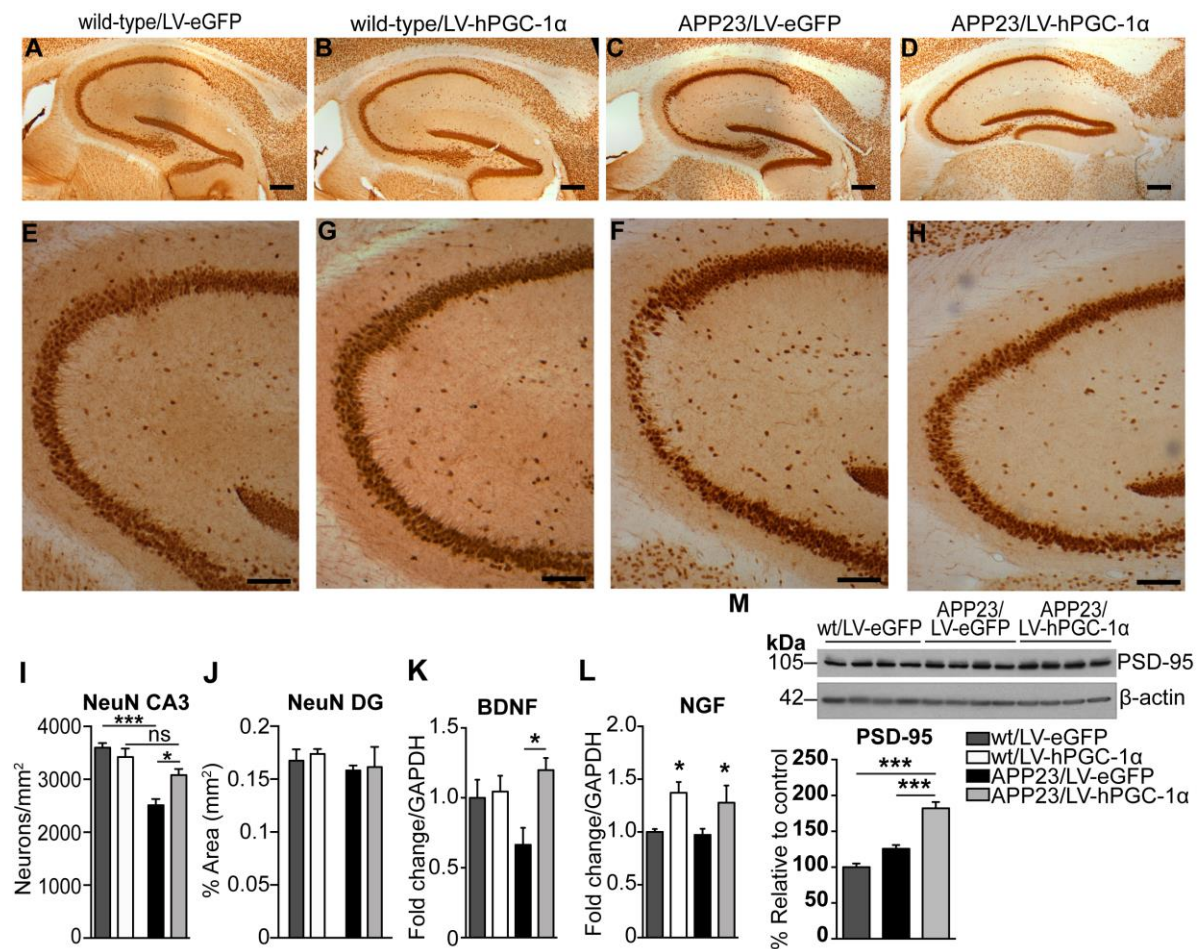 wild-type/LV-eGFP
wild-type/LV-hPGC-1α
APP23/LV-eGFP
APP23/LV-hPGC-1α
A
B
C
D
E
G
F
H
I
NeuN CA3
***
ns
*
Neurons/mm²
4000
3000
2000
1000
0
J
NeuN DG
% Area (mm²)
0.2
0.15
0.1
0.05
0
K
BDNF
*
Fold change/GAPDH
1.5
1.0
0.5
0
L
NGF
* *
Fold change/GAPDH
2.0
1.5
1.0
0.5
0
M
wt/LV-eGFP
APP23/
LV-eGFP
APP23/
LV-hPGC-1α
kDa
105
PSD-95
42
β-actin
PSD-95
***
***
% Relative to control
250
200
150
100
50
0
wt/LV-eGFP
wt/LV-hPGC-1α
APP23/LV-eGFP
APP23/LV-hPGC-1α